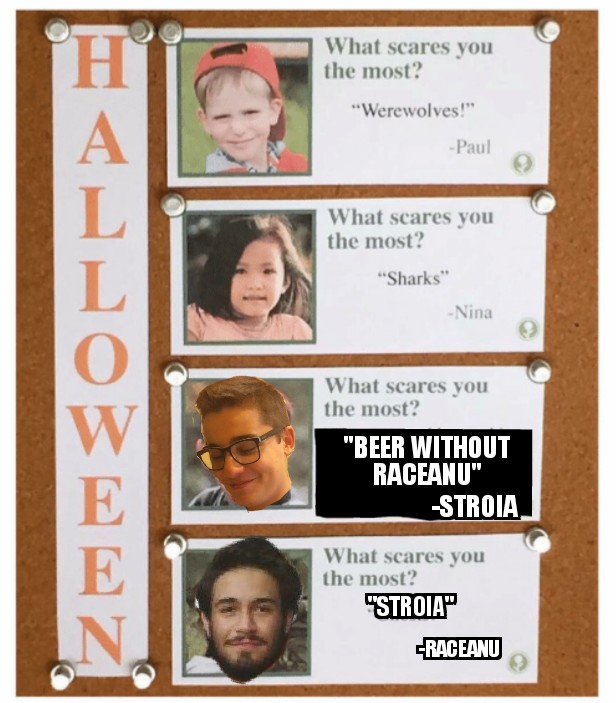 HALLOWEEN
What scares you
the most?
“Werewolves!”
-Paul
What scares you
the most?
“Sharks”
-Nina
What scares you
the most?
"BEER WITHOUT
RACEANU"
-STROIA
What scares you
the most?
"STROIA"
-RACEANU